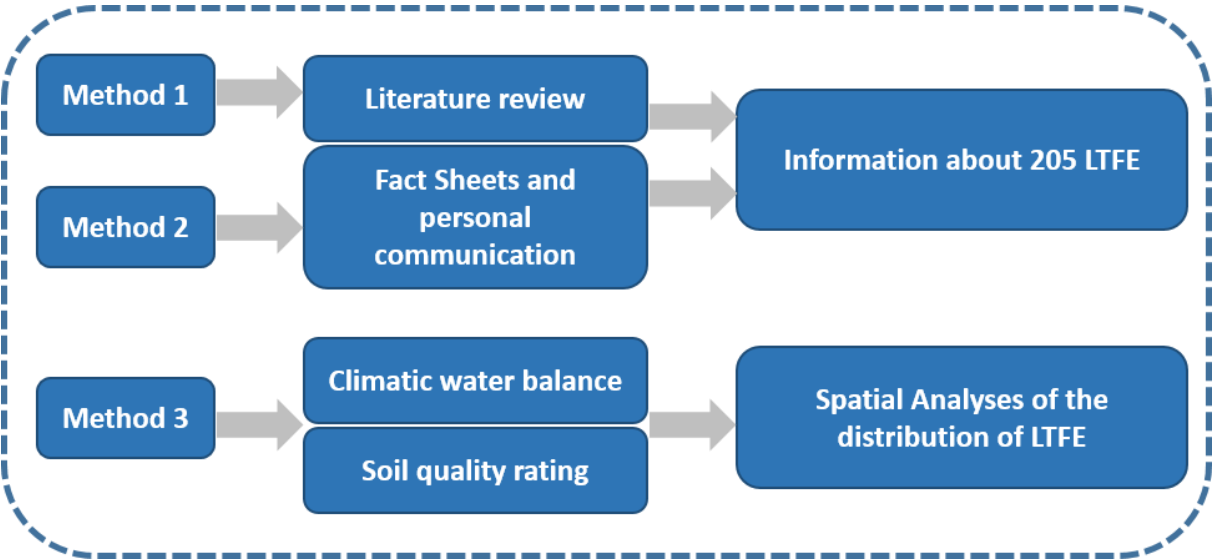 Method 1
Literature review
Information about 205 LTFE
Method 2
Fact Sheets and
personal
communication
Method 3
Climatic water balance
Soil quality rating
Spatial Analyses of the
distribution of LTFE